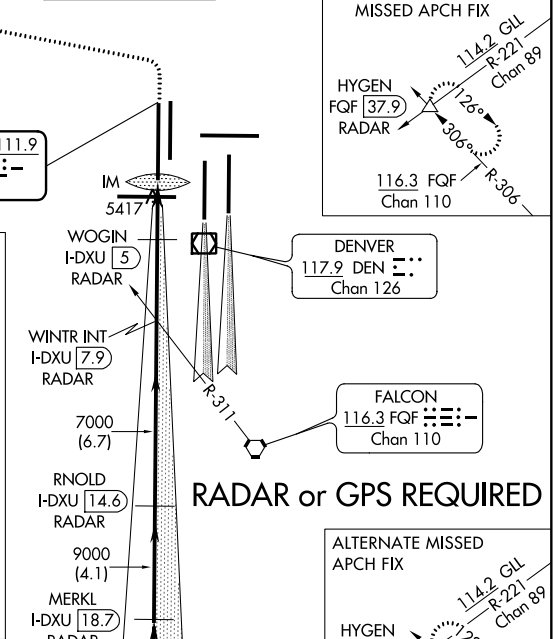 MISSED APCH FIX
114.2 GLL
R-221
Chan 89
HYGEN
FQF 37.9
RADAR
126°
306°
R-306
116.3 FQF
Chan 110
111.9
IM
5417
WOGIN
I-DXU 5
RADAR
DENVER
117.9 DEN
Chan 126
WINTR INT
I-DXU 7.9
RADAR
R-311
FALCON
116.3 FQF
Chan 110
7000
(6.7)
RNOLD
I-DXU 14.6
RADAR
RADAR or GPS REQUIRED
9000
(4.1)
MERKL
I-DXU 18.7
RADAR
ALTERNATE MISSED
APCH FIX
114.2 GLL
R-221
Chan 89
HYGEN